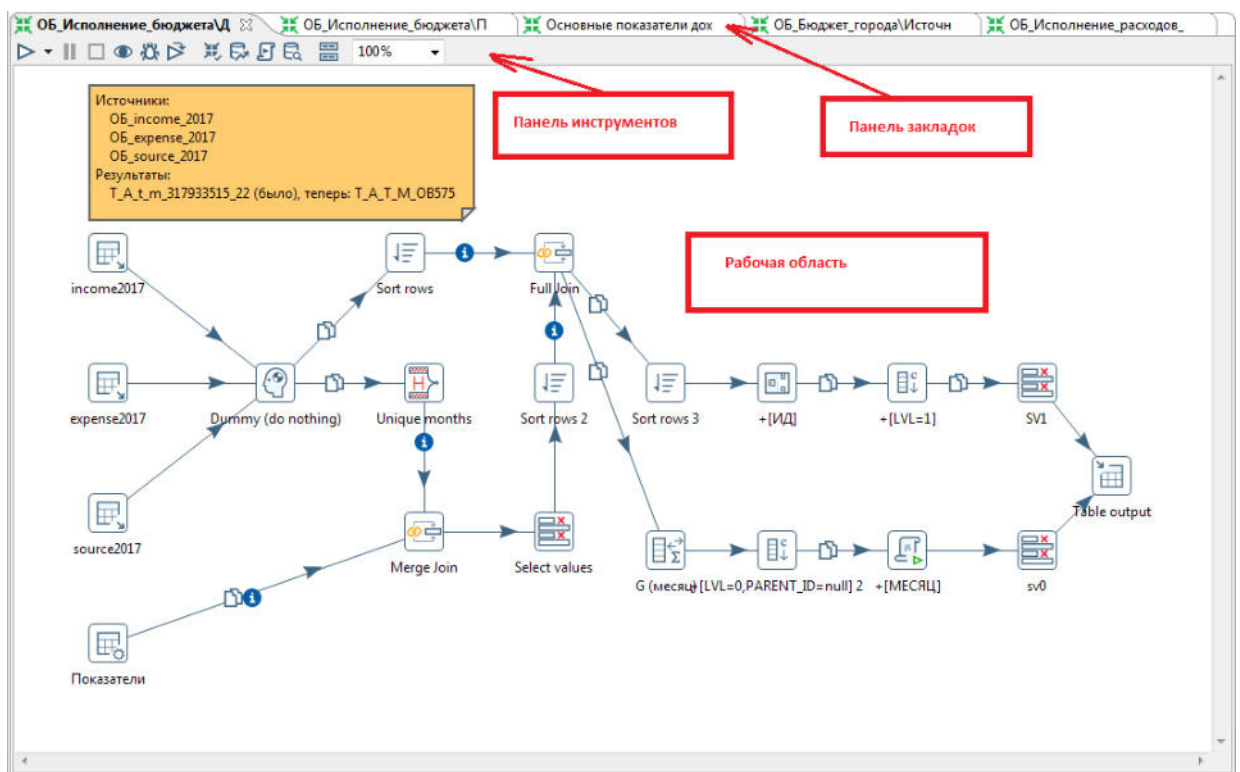 ОБ_Исполнение_бюджета\Д
ОБ_Исполнение_бюджета\П
Основные показатели дох
ОБ_Бюджет_города\Источн
ОБ_Исполнение_расходов_
100%
Источники:
ОБ_income_2017
ОБ_expense_2017
ОБ_source_2017
Результаты:
T_A_t_m_317933515_22 (было), теперь: T_A_T_M_OB575
Панель инструментов
Панель закладок
Рабочая область
income2017
Sort rows
Full Join
expense2017
Dummy (do nothing)
Unique months
Sort rows 2
Sort rows 3
+[ИД]
+[LVL=1]
SV1
Table output
source2017
Merge Join
Select values
G (месяц)
+[LVL=0,PARENT_ID=null] 2
+[МЕСЯЦ]
sv0
Показатели